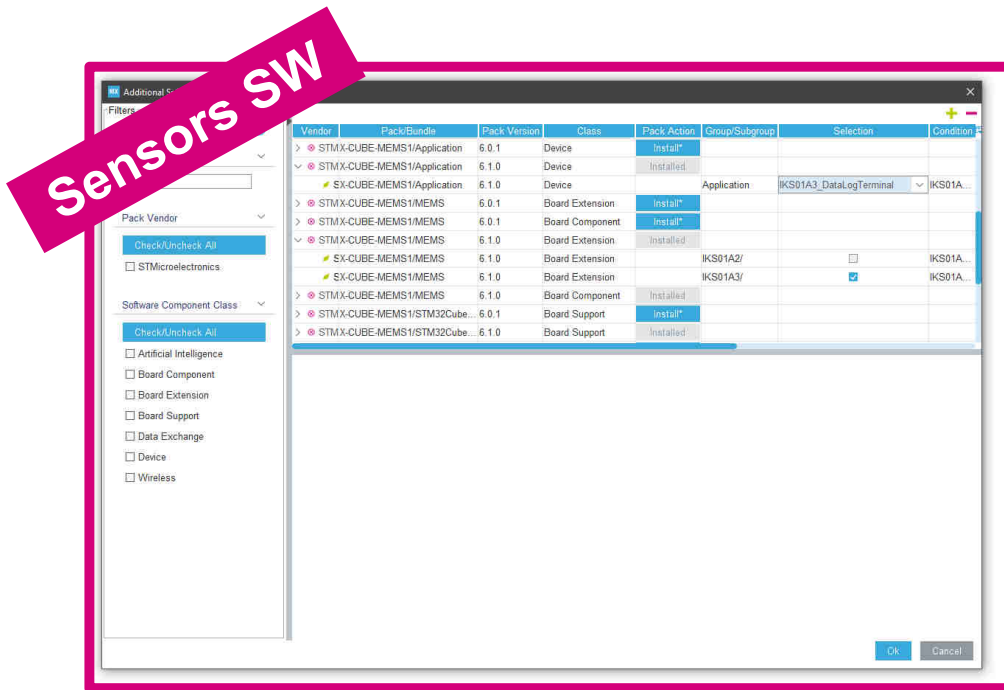 Sensors SW
MX Additional S
Filters
Pack Vendor
Check/Uncheck All
STMicroelectronics
Software Component Class
Check/Uncheck All
Artificial Intelligence
Board Component
Board Extension
Board Support
Data Exchange
Device
Wireless
Vendor Pack/Bundle Pack Version Class Pack Action Group/Subgroup Selection Condition
STMX-CUBE-MEMS1/Application 6.0.1 Device Install*
STMX-CUBE-MEMS1/Application 6.1.0 Device Installed
SX-CUBE-MEMS1/Application 6.1.0 Device Application IKS01A3_DataLogTerminal IKS01A...
STMX-CUBE-MEMS1/MEMS 6.0.1 Board Extension Install*
STMX-CUBE-MEMS1/MEMS 6.0.1 Board Component Install*
STMX-CUBE-MEMS1/MEMS 6.1.0 Board Extension Installed
SX-CUBE-MEMS1/MEMS 6.1.0 Board Extension IKS01A2/ IKS01A...
SX-CUBE-MEMS1/MEMS 6.1.0 Board Extension IKS01A3/ IKS01A...
STMX-CUBE-MEMS1/MEMS 6.1.0 Board Component Installed
STMX-CUBE-MEMS1/STM32Cube... 6.0.1 Board Support Install*
STMX-CUBE-MEMS1/STM32Cube... 6.1.0 Board Support Installed
Ok Cancel